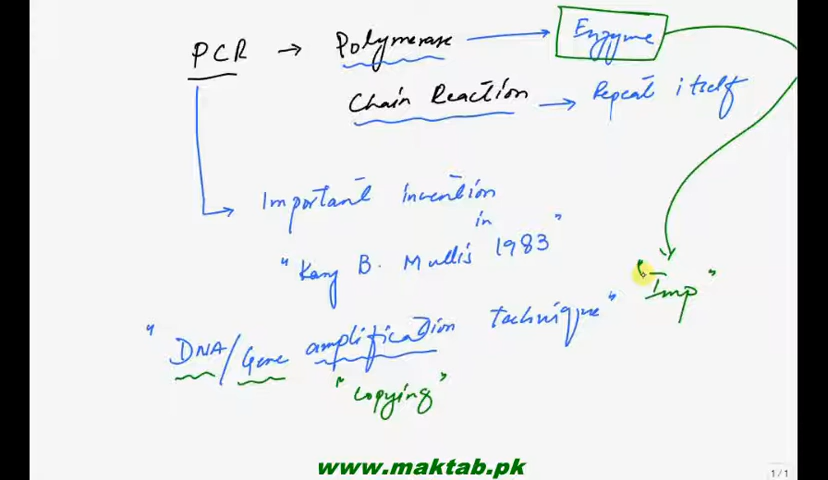 PCR → Polymerase → Enzyme
Chain Reaction → Repeat itself
Important invention
in
"Kary B. Mullis 1983"
"Imp"
"DNA/Gene amplification technique"
"Copying"
www.maktab.pk
1/1